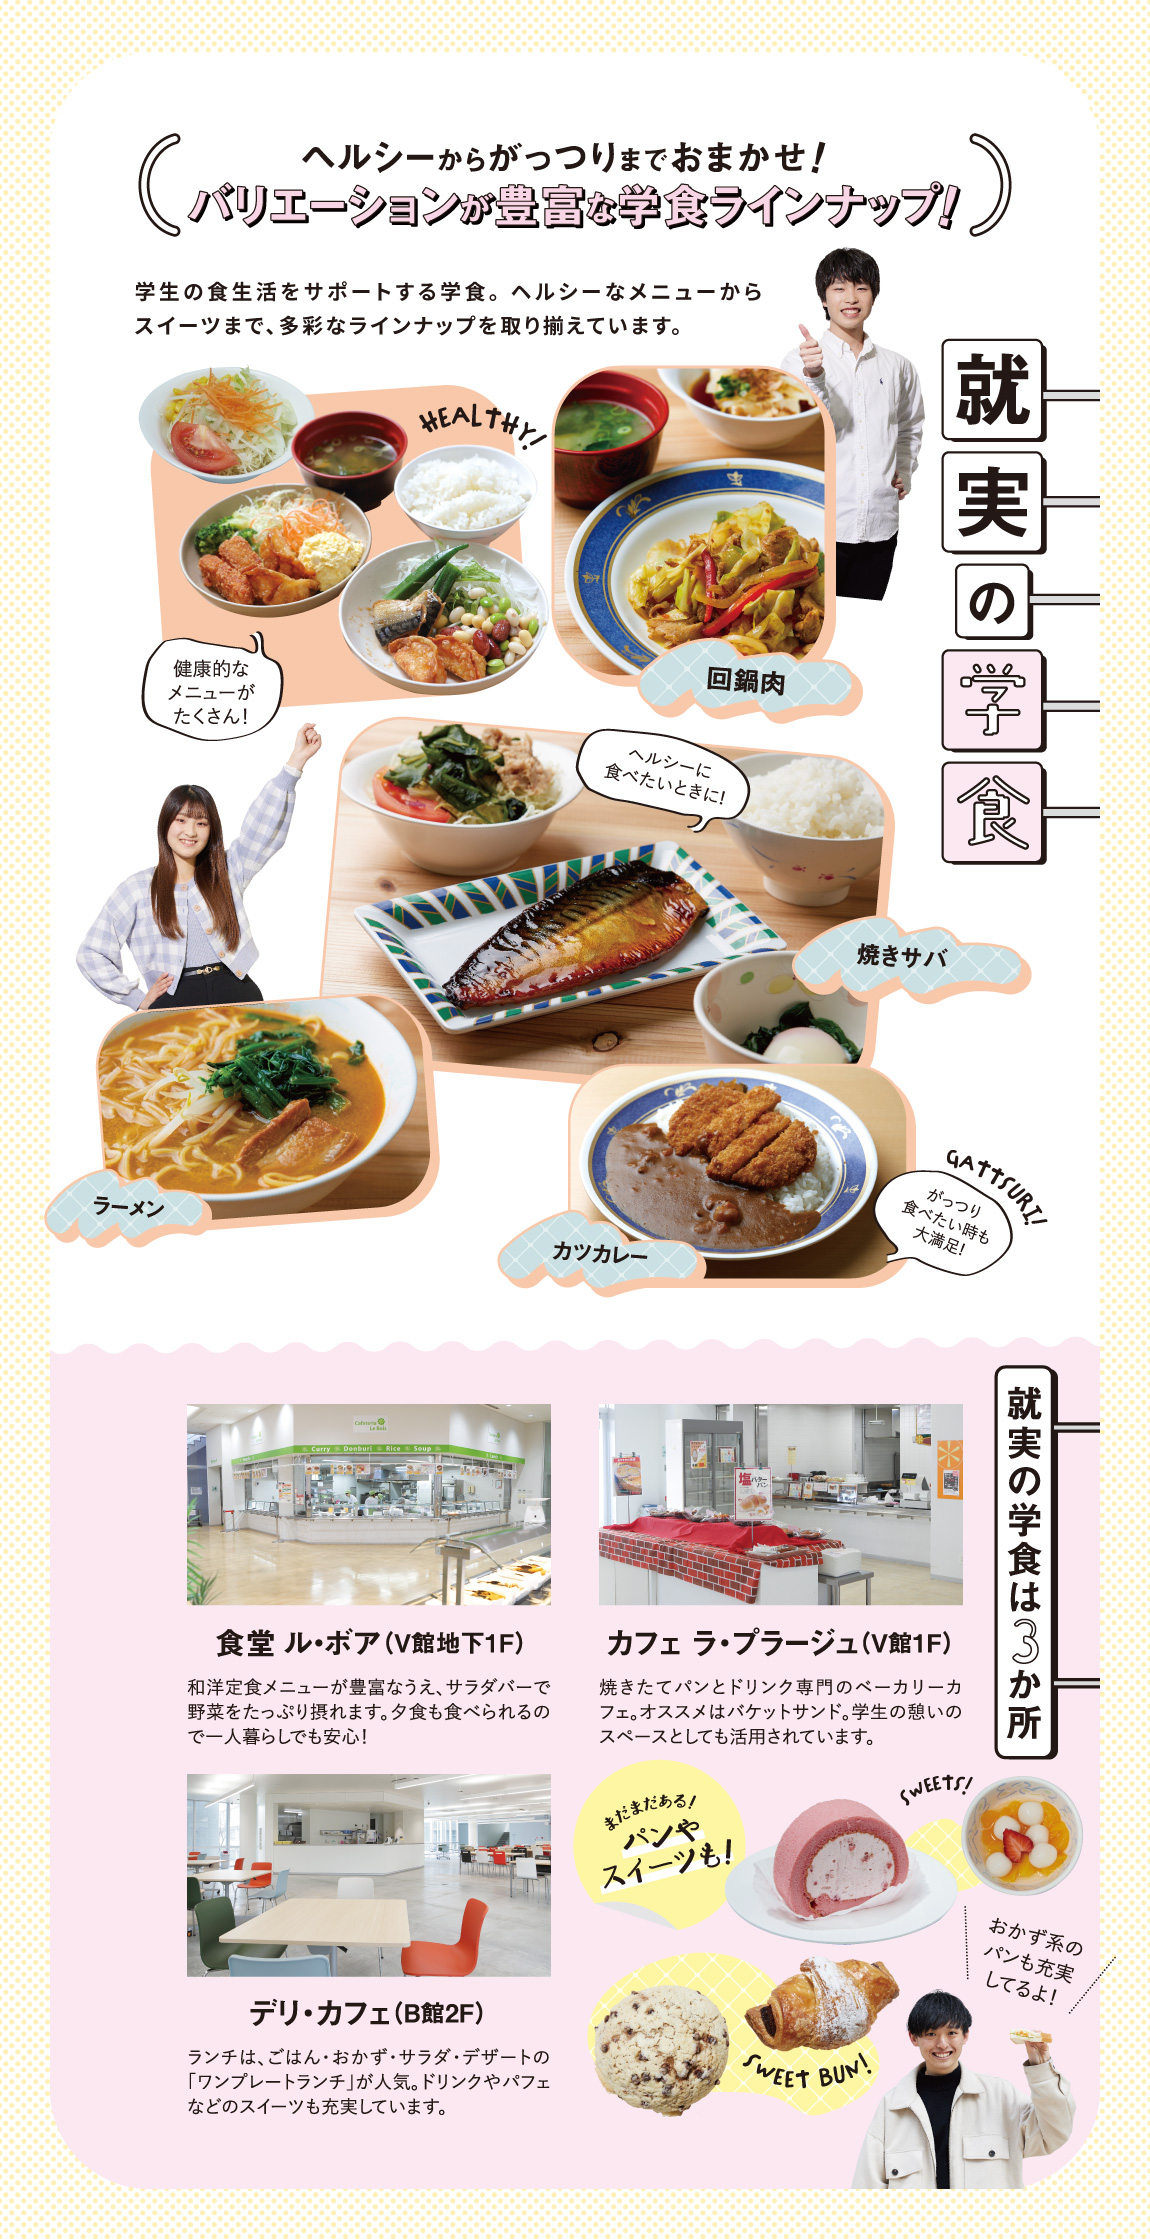 ヘルシーからがっつりまでおまかせ！
バリエーションが豊富な学食ラインナップ！
学生の食生活をサポートする学食。ヘルシーなメニューから
スイーツまで、多彩なラインナップを取り揃えています。
就実の学食
HEALTHY!
健康的な
メニューが
たくさん！
回鍋肉
ヘルシーに
食べたいときに！
焼きサバ
ラーメン
カツカレー
GATTSURI!
がっつり
食べたい時も
大満足！
就実の学食は3か所
Cafeteria
Le Bois
Curry Donburi Rice Soup
塩バター
パン
食堂 ル・ボア（V館地下1F）
和洋定食メニューが豊富なうえ、サラダバーで
野菜をたっぷり摂れます。夕食も食べられるの
で一人暮らしでも安心！
カフェ ラ・プラージュ（V館1F）
焼きたてパンとドリンク専門のベーカリーカ
フェ。オススメはバケットサンド。学生の憩いの
スペースとしても活用されています。
まだまだある！
パンや
スイーツも！
SWEETS!
おかず系の
パンも充実
してるよ！
SWEET BUN!
デリ・カフェ（B館2F）
ランチは、ごはん・おかず・サラダ・デザートの
「ワンプレートランチ」が人気。ドリンクやパフェ
などのスイーツも充実しています。